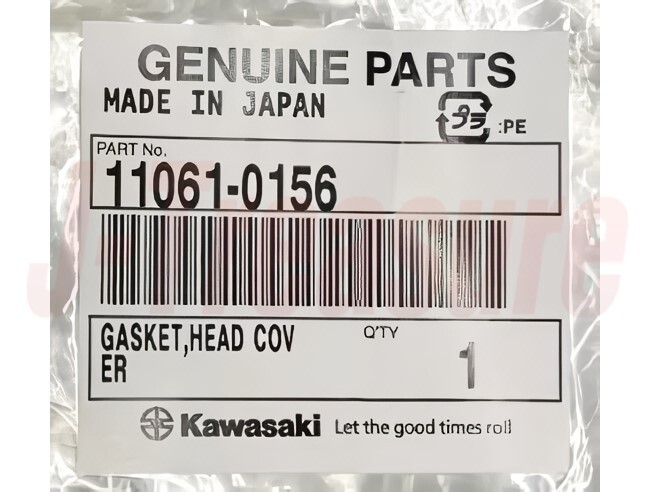 GENUINE PARTS
MADE IN JAPAN
プラ :PE
PART No.
11061-0156
GASKET,HEAD COV
ER
Q'TY
1
Kawasaki Let the good times roll
J-Treasure